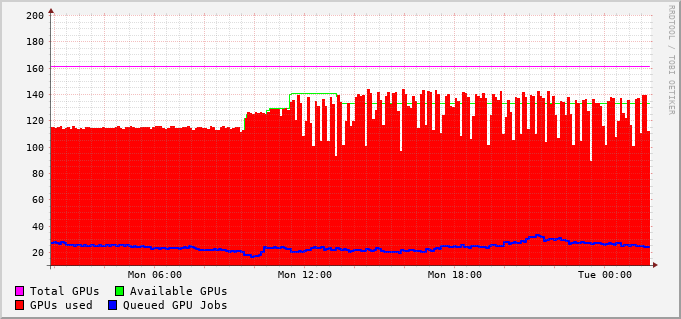 200
180
160
140
120
100
80
60
40
20
Mon 06:00 Mon 12:00 Mon 18:00 Tue 00:00
Total GPUs Available GPUs
GPUs used Queued GPU Jobs
RRDTOOL / TOBI OETIKER